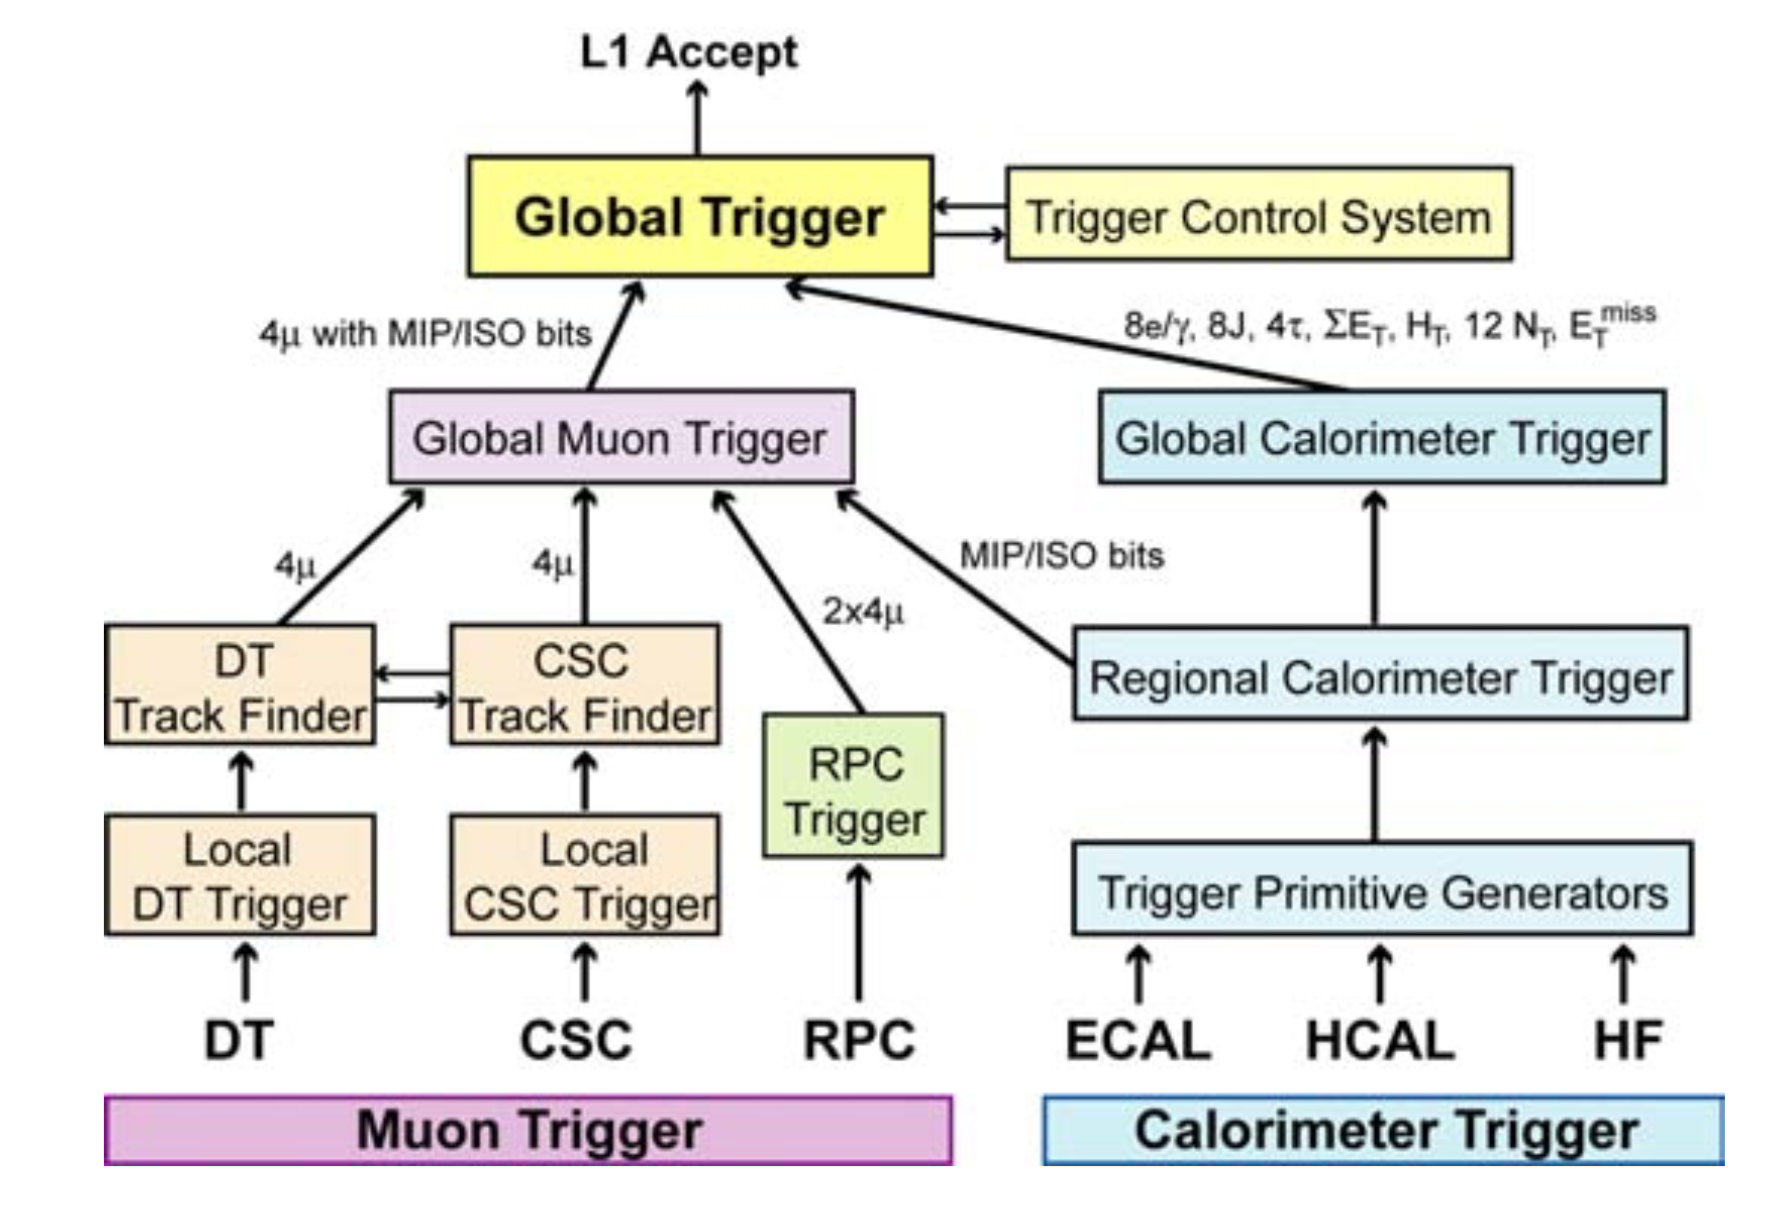 L1 Accept
Global Trigger
Trigger Control System
4μ with MIP/ISO bits
8e/γ, 8J, 4τ, ΣE_T, H_T, 12 N_T, E_T^miss
Global Muon Trigger
Global Calorimeter Trigger
4μ
4μ
2x4μ
MIP/ISO bits
DT
Track Finder
CSC
Track Finder
RPC
Trigger
Regional Calorimeter Trigger
Local
DT Trigger
Local
CSC Trigger
Trigger Primitive Generators
DT
CSC
RPC
ECAL
HCAL
HF
Muon Trigger
Calorimeter Trigger